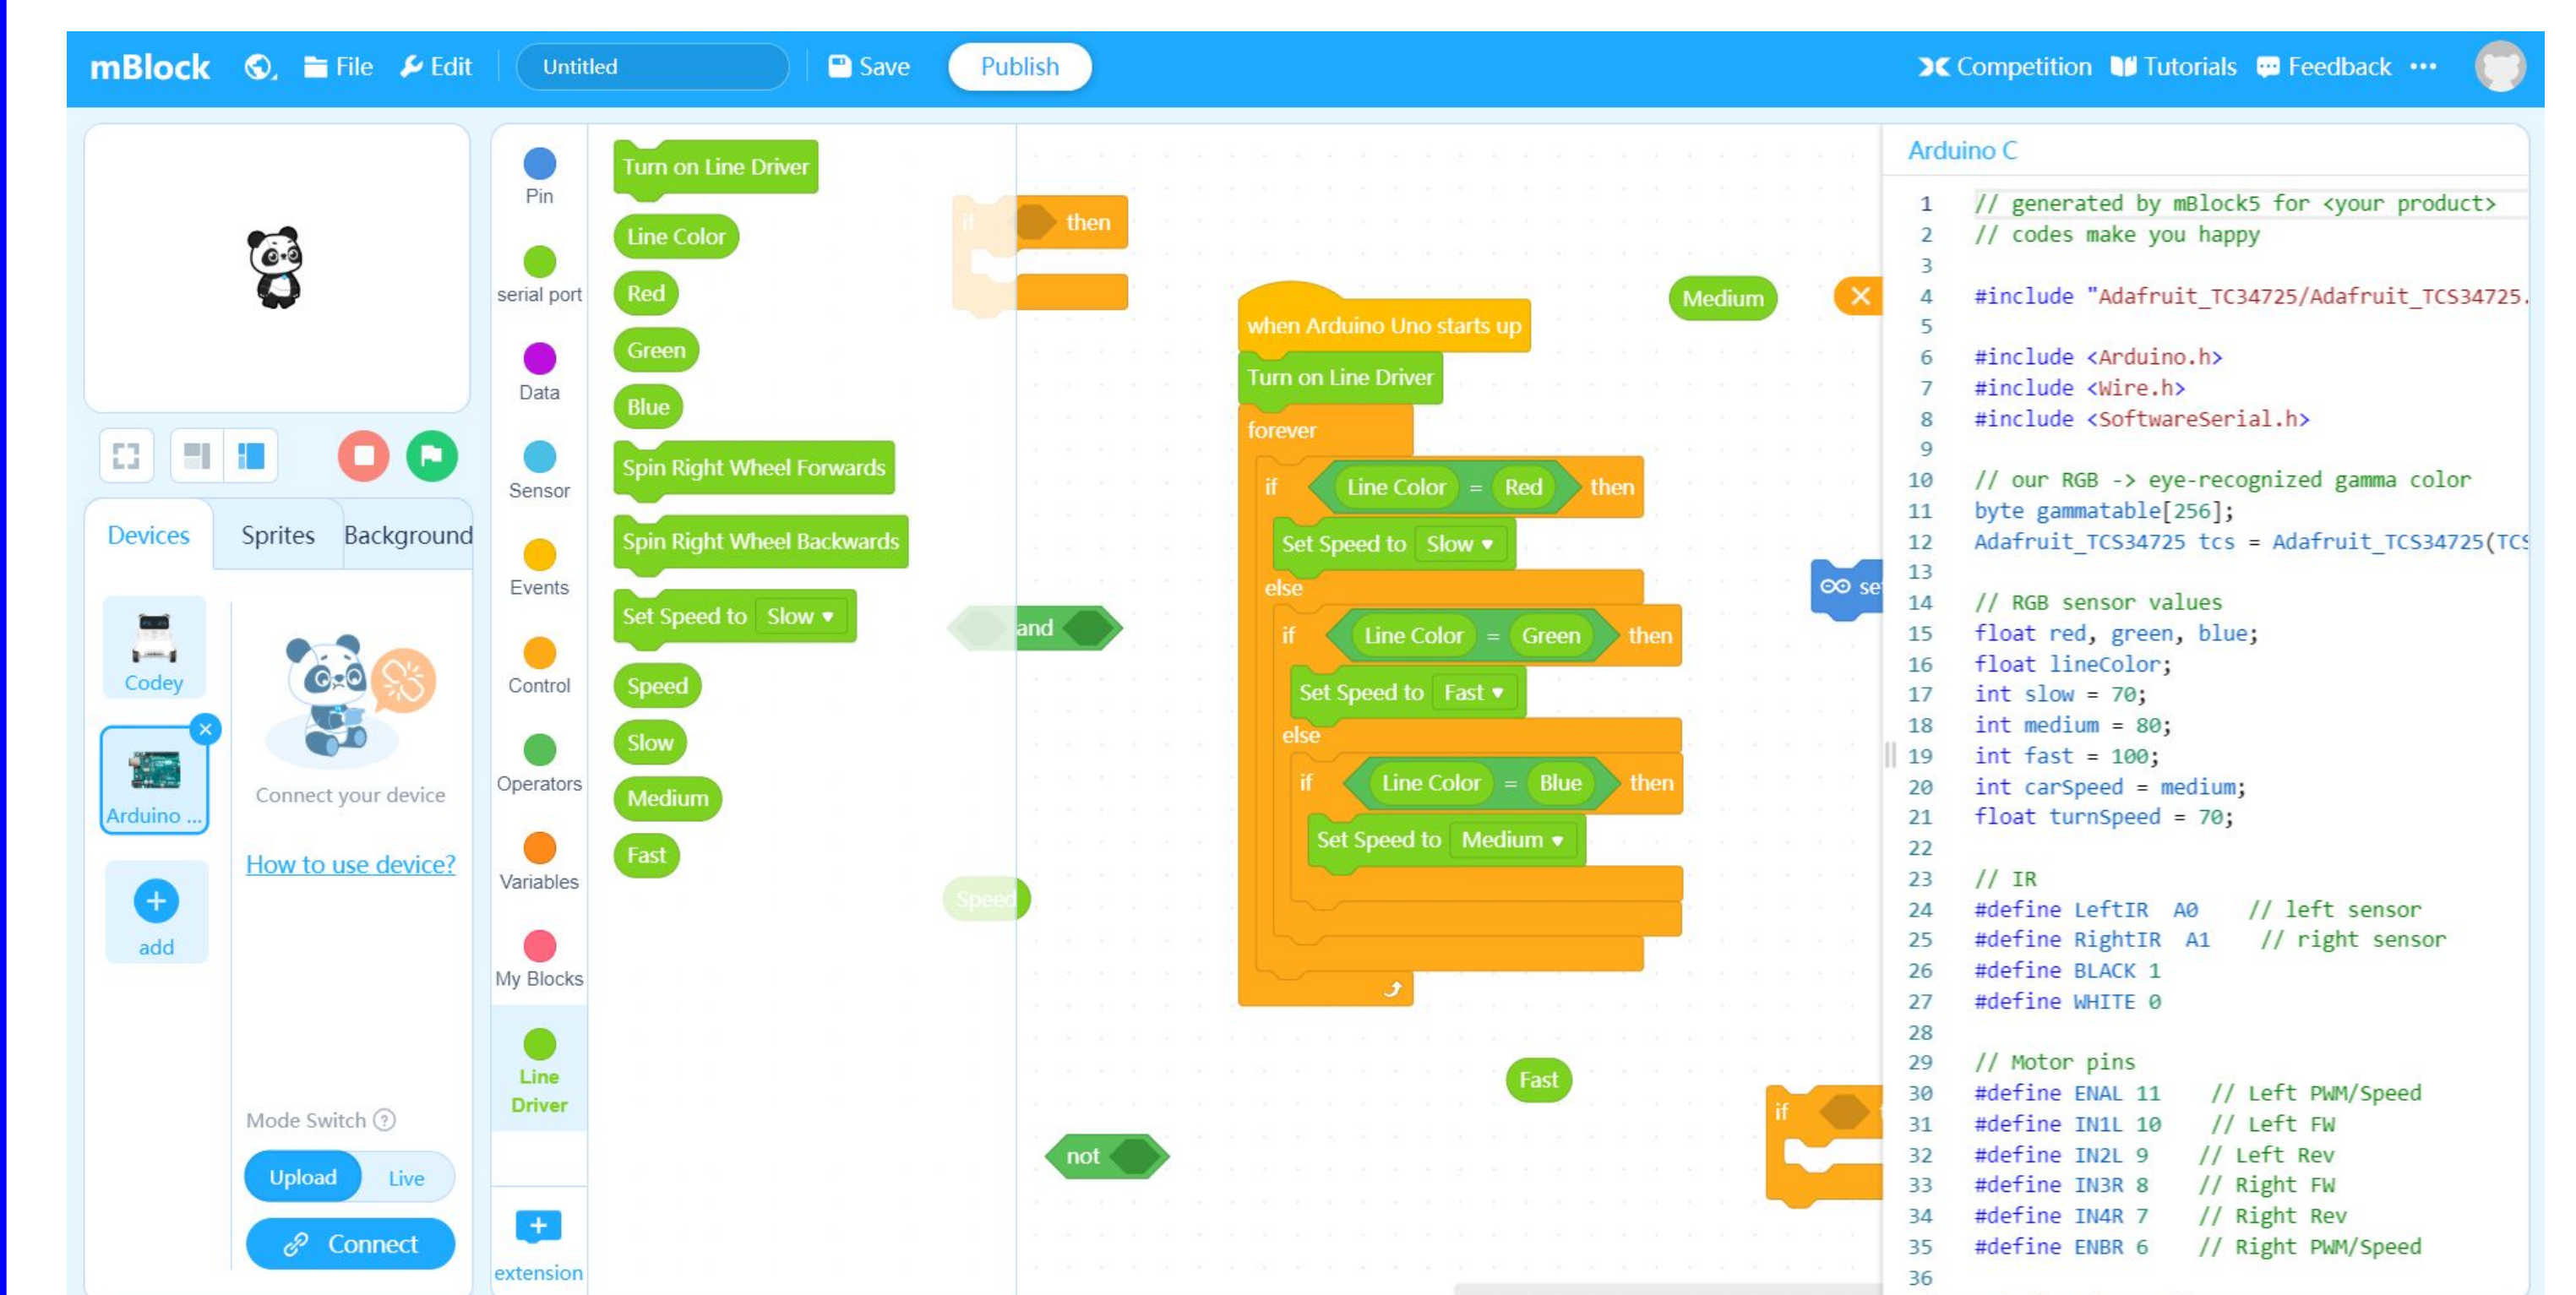 mBlock File Edit Untitled Save Publish Competition Tutorials Feedback
Devices
Sprites
Background
Codey
Arduino ...
add
Connect your device
How to use device?
Mode Switch ?
Upload Live
Connect
Pin
serial port
Data
Sensor
Events
Control
Operators
Variables
My Blocks
Line
Driver
extension
Turn on Line Driver
Line Color
Red
Green
Blue
Spin Right Wheel Forwards
Spin Right Wheel Backwards
Set Speed to Slow
Speed
Slow
Medium
Fast
if then
and
Speed
not
when Arduino Uno starts up
Turn on Line Driver
forever
if Line Color = Red then
Set Speed to Slow
else
if Line Color = Green then
Set Speed to Fast
else
if Line Color = Blue then
Set Speed to Medium
Medium
Fast
if
Arduino C
1 // generated by mBlock5 for <your product>
2 // codes make you happy
3
4 #include "Adafruit_TC34725/Adafruit_TCS34725.
5
6 #include <Arduino.h>
7 #include <Wire.h>
8 #include <SoftwareSerial.h>
9
10 // our RGB -> eye-recognized gamma color
11 byte gammatable[256];
12 Adafruit_TCS34725 tcs = Adafruit_TCS34725(TCS
13
14 // RGB sensor values
15 float red, green, blue;
16 float lineColor;
17 int slow = 70;
18 int medium = 80;
19 int fast = 100;
20 int carSpeed = medium;
21 float turnSpeed = 70;
22
23 // IR
24 #define LeftIR A0 // left sensor
25 #define RightIR A1 // right sensor
26 #define BLACK 1
27 #define WHITE 0
28
29 // Motor pins
30 #define ENAL 11 // Left PWM/Speed
31 #define IN1L 10 // Left FW
32 #define IN2L 9 // Left Rev
33 #define IN3R 8 // Right FW
34 #define IN4R 7 // Right Rev
35 #define ENBR 6 // Right PWM/Speed
36